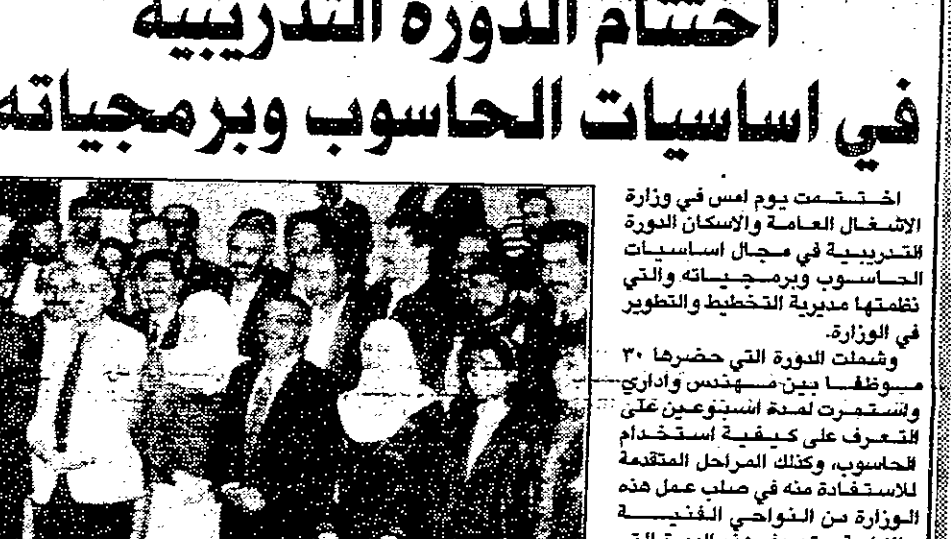 اختتام الدورة التدريبية
في اساسيات الحاسوب وبرمجياته
اختتمت يوم امس في وزارة
الاشغال العامة والاسكان الدورة
التدريبية في مجال اساسيات
الحاسوب وبرمجياته والتي
نظمتها مديرية التخطيط والتطوير
في الوزارة.
وشملت الدورة التي حضرها ٣٠
موظفا بين مهندس واداري
واستمرت لمدة اسبوعين على
التعرف على كيفية استخدام
الحاسوب، وكذلك المراحل المتقدمة
للاستفادة منه في صلب عمل هذه
الوزارة من النواحي الفنية